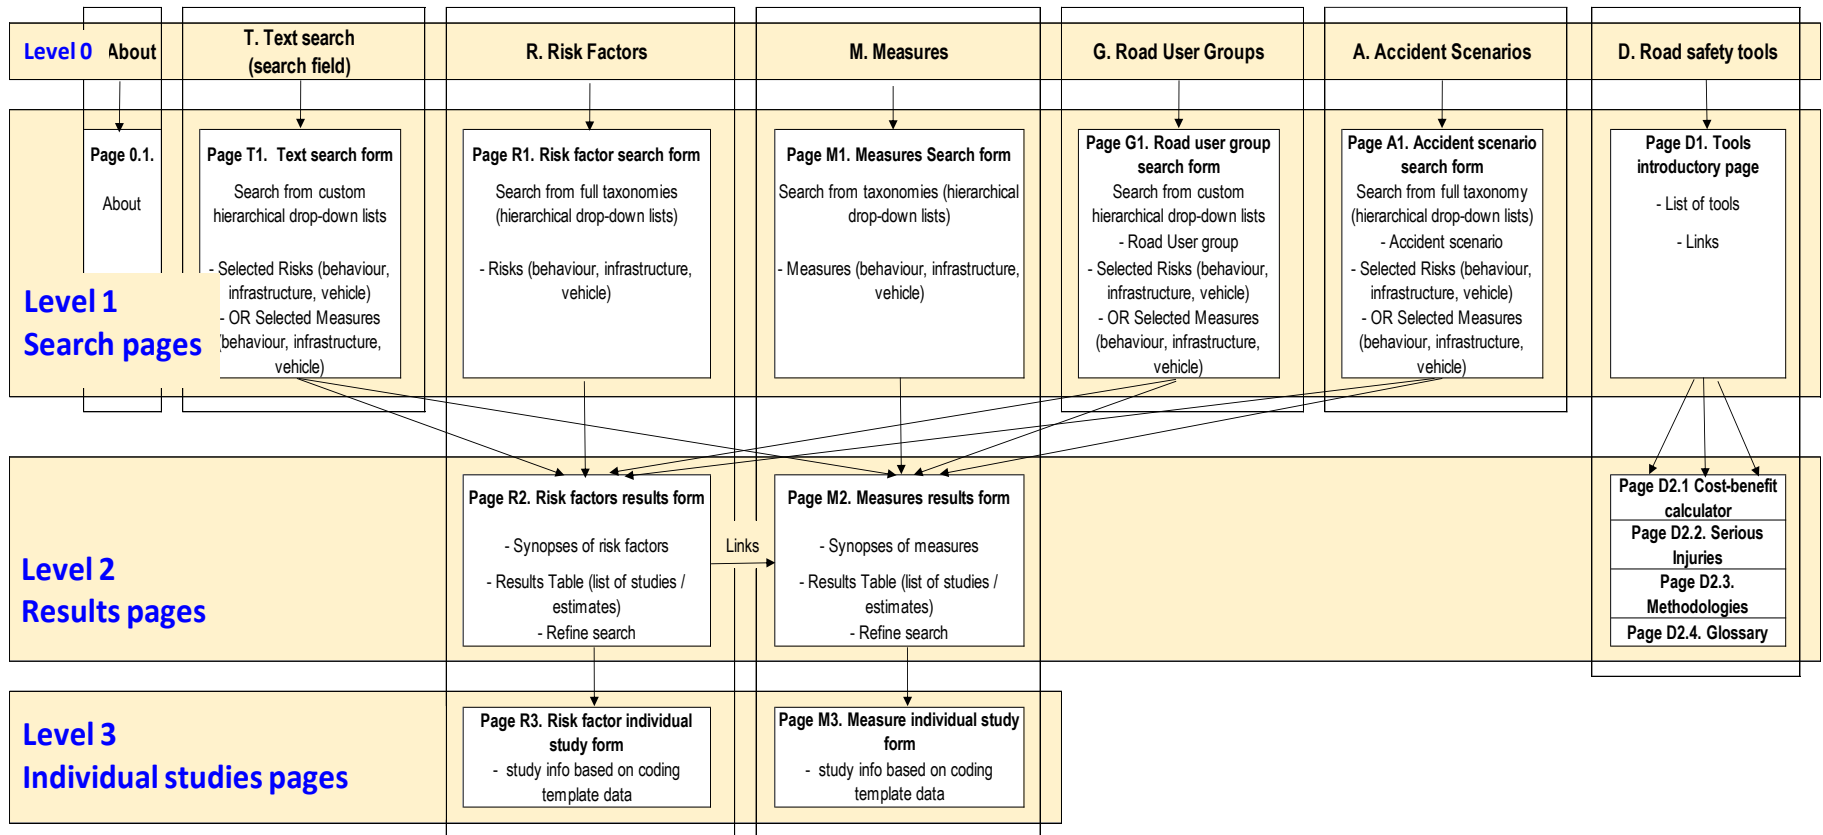 Level 0
About
T. Text search
(search field)
R. Risk Factors
M. Measures
G. Road User Groups
A. Accident Scenarios
D. Road safety tools
Level 1
Search pages
Page 0.1.
About
Page T1. Text search form
Search from custom
hierarchical drop-down lists
- Selected Risks (behaviour,
infrastructure, vehicle)
- OR Selected Measures
(behaviour, infrastructure,
vehicle)
Page R1. Risk factor search form
Search from full taxonomies
(hierarchical drop-down lists)
- Risks (behaviour, infrastructure,
vehicle)
Page M1. Measures Search form
Search from taxonomies (hierarchical
drop-down lists)
- Measures (behaviour, infrastructure,
vehicle)
Page G1. Road user group
search form
Search from custom
hierarchical drop-down lists
- Road User group
- Selected Risks (behaviour,
infrastructure, vehicle)
- OR Selected Measures
(behaviour, infrastructure,
vehicle)
Page A1. Accident scenario
search form
Search from full taxonomy
(hierarchical drop-down lists)
- Accident scenario
- Selected Risks (behaviour,
infrastructure, vehicle)
- OR Selected Measures
(behaviour, infrastructure,
vehicle)
Page D1. Tools
introductory page
- List of tools
- Links
Level 2
Results pages
Page R2. Risk factors results form
- Synopses of risk factors
- Results Table (list of studies /
estimates)
- Refine search
Links
Page M2. Measures results form
- Synopses of measures
- Results Table (list of studies /
estimates)
- Refine search
Page D2.1 Cost-benefit
calculator
Page D2.2. Serious
Injuries
Page D2.3.
Methodologies
Page D2.4. Glossary
Level 3
Individual studies pages
Page R3. Risk factor individual
study form
- study info based on coding
template data
Page M3. Measure individual study
form
- study info based on coding
template data